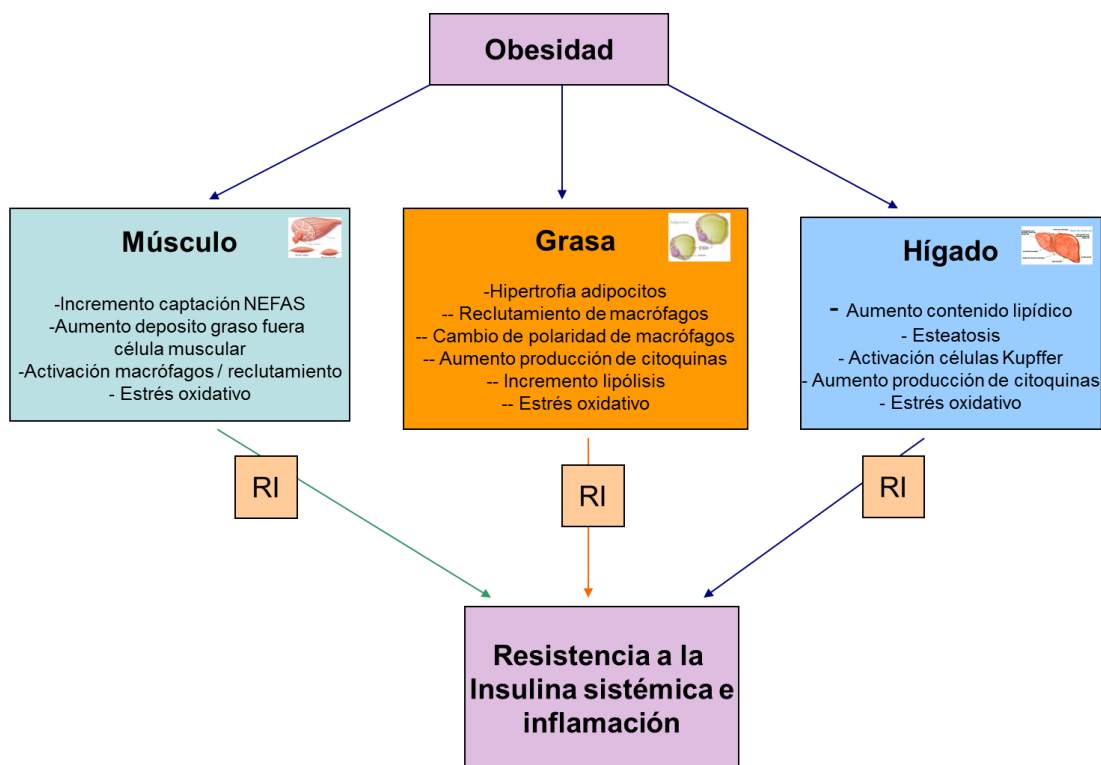 Obesidad
Músculo
-Incremento captación NEFAS
-Aumento deposito graso fuera
célula muscular
-Activación macrófagos / reclutamiento
- Estrés oxidativo
Grasa
-Hipertrofia adipocitos
-- Reclutamiento de macrófagos
-- Cambio de polaridad de macrófagos
-- Aumento producción de citoquinas
-- Incremento lipólisis
-- Estrés oxidativo
Hígado
- Aumento contenido lipídico
- Esteatosis
- Activación células Kupffer
- Aumento producción de citoquinas
- Estrés oxidativo
RI
RI
RI
Resistencia a la
Insulina sistémica e
inflamación